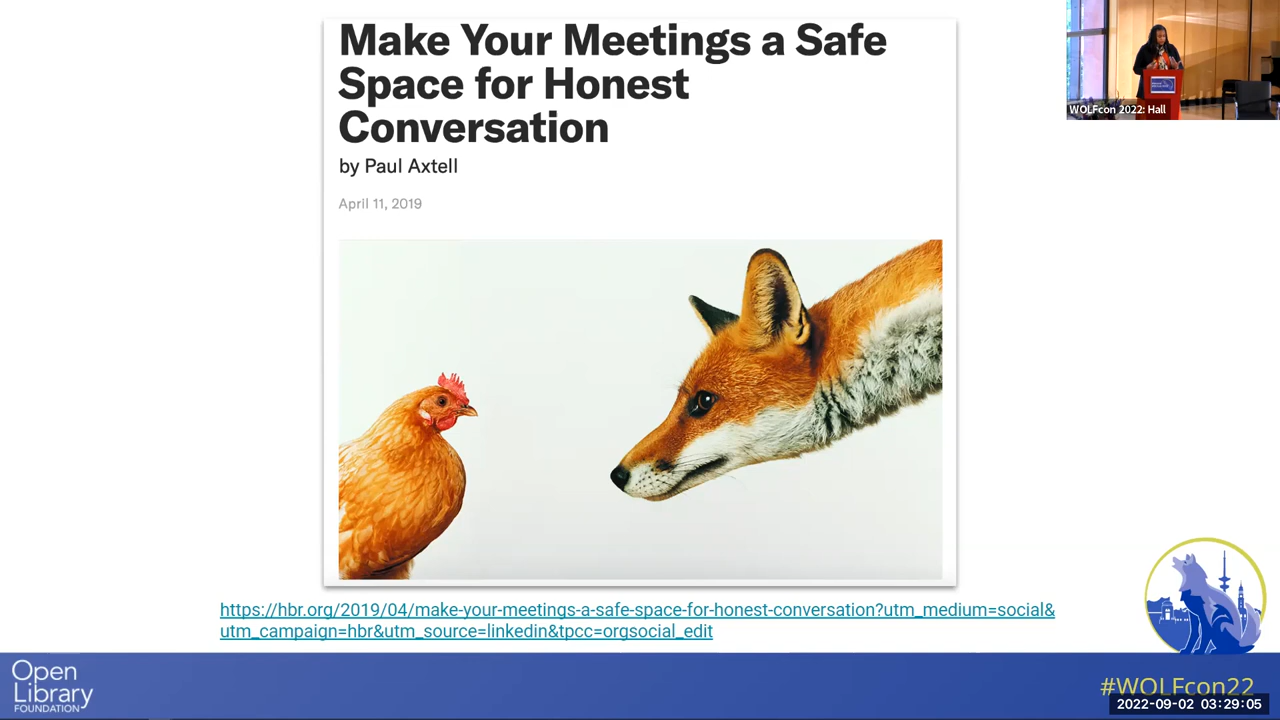 Make Your Meetings a Safe
Space for Honest
Conversation
by Paul Axtell
April 11, 2019
WOLFcon 2022: Hall
https://hbr.org/2019/04/make-your-meetings-a-safe-space-for-honest-conversation?utm_medium=social&
utm_campaign=hbr&utm_source=linkedin&tpcc=orgsocial_edit
Open
Library
FOUNDATION
#WOLFcon22
2022-09-02 03:29:05